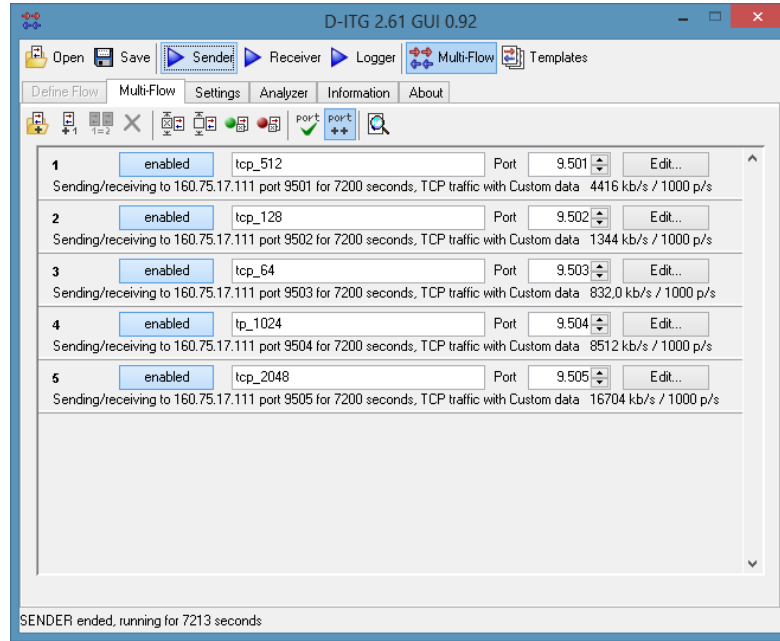 D-ITG 2.61 GUI 0.92
Open Save Sender Receiver Logger Multi-Flow Templates
Define Flow Multi-Flow Settings Analyzer Information About
+1 1=2 port port ++
1 enabled tcp_512 Port 9.501 Edit...
Sending/receiving to 160.75.17.111 port 9501 for 7200 seconds, TCP traffic with Custom data 4416 kb/s / 1000 p/s
2 enabled tcp_128 Port 9.502 Edit...
Sending/receiving to 160.75.17.111 port 9502 for 7200 seconds, TCP traffic with Custom data 1344 kb/s / 1000 p/s
3 enabled tcp_64 Port 9.503 Edit...
Sending/receiving to 160.75.17.111 port 9503 for 7200 seconds, TCP traffic with Custom data 832,0 kb/s / 1000 p/s
4 enabled tp_1024 Port 9.504 Edit...
Sending/receiving to 160.75.17.111 port 9504 for 7200 seconds, TCP traffic with Custom data 8512 kb/s / 1000 p/s
5 enabled tcp_2048 Port 9.505 Edit...
Sending/receiving to 160.75.17.111 port 9505 for 7200 seconds, TCP traffic with Custom data 16704 kb/s / 1000 p/s
SENDER ended, running for 7213 seconds